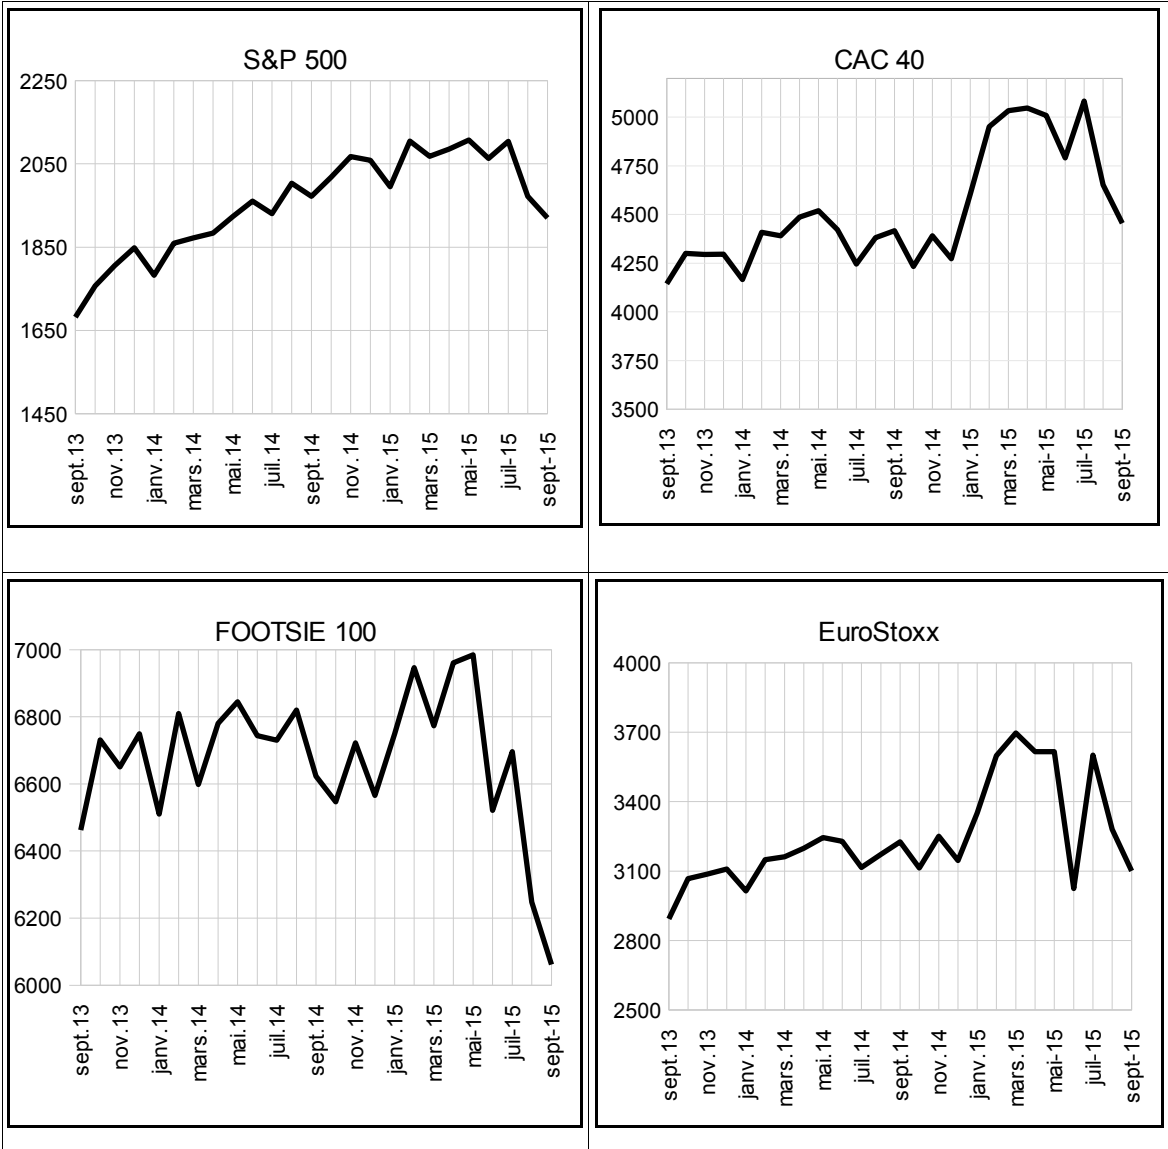 S&P 500
2250
2050
1850
1650
1450
sept.13
nov.13
janv.14
mars.14
mai.14
juil.14
sept.14
nov.14
janv.15
mars.15
mai-15
juil-15
sept-15
CAC 40
5000
4750
4500
4250
4000
3750
3500
sept.13
nov.13
janv.14
mars.14
mai.14
juil.14
sept.14
nov.14
janv.15
mars.15
mai-15
juil-15
sept-15
FOOTSIE 100
7000
6800
6600
6400
6200
6000
sept.13
nov.13
janv.14
mars.14
mai.14
juil.14
sept.14
nov.14
janv.15
mars.15
mai-15
juil-15
sept-15
EuroStoxx
4000
3700
3400
3100
2800
2500
sept.13
nov.13
janv.14
mars.14
mai.14
juil.14
sept.14
nov.14
janv.15
mars.15
mai-15
juil-15
sept-15